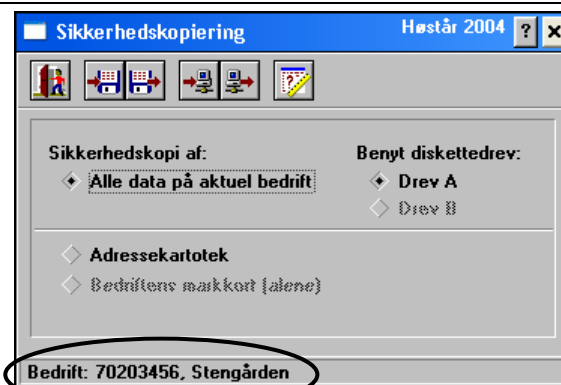 Sikkerhedskopiering Høstår 2004 ?
Sikkerhedskopi af: Benyt diskettedrev:
Alle data på aktuel bedrift Drev A
Drev B
Adressekartotek
Bedriftens markkort (alene)
Bedrift: 70203456, Stengården